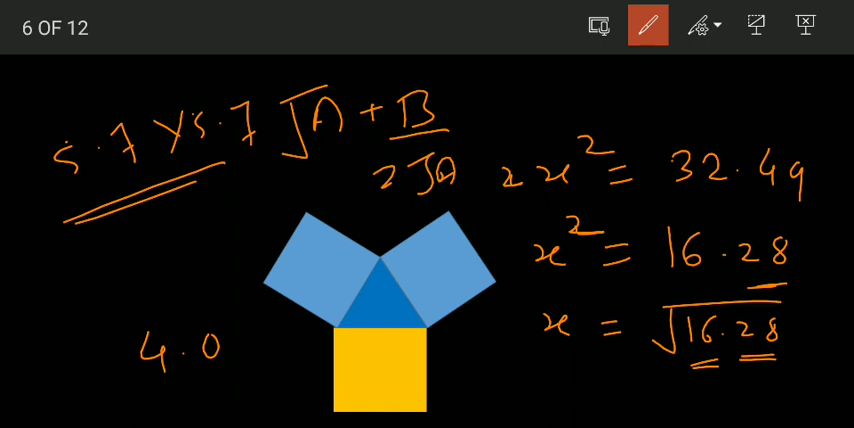 6 OF 12
5.7 × 5.7 √A + B/2√A
2x² = 32.49
x² = 16.28
x = √16.28
4.0